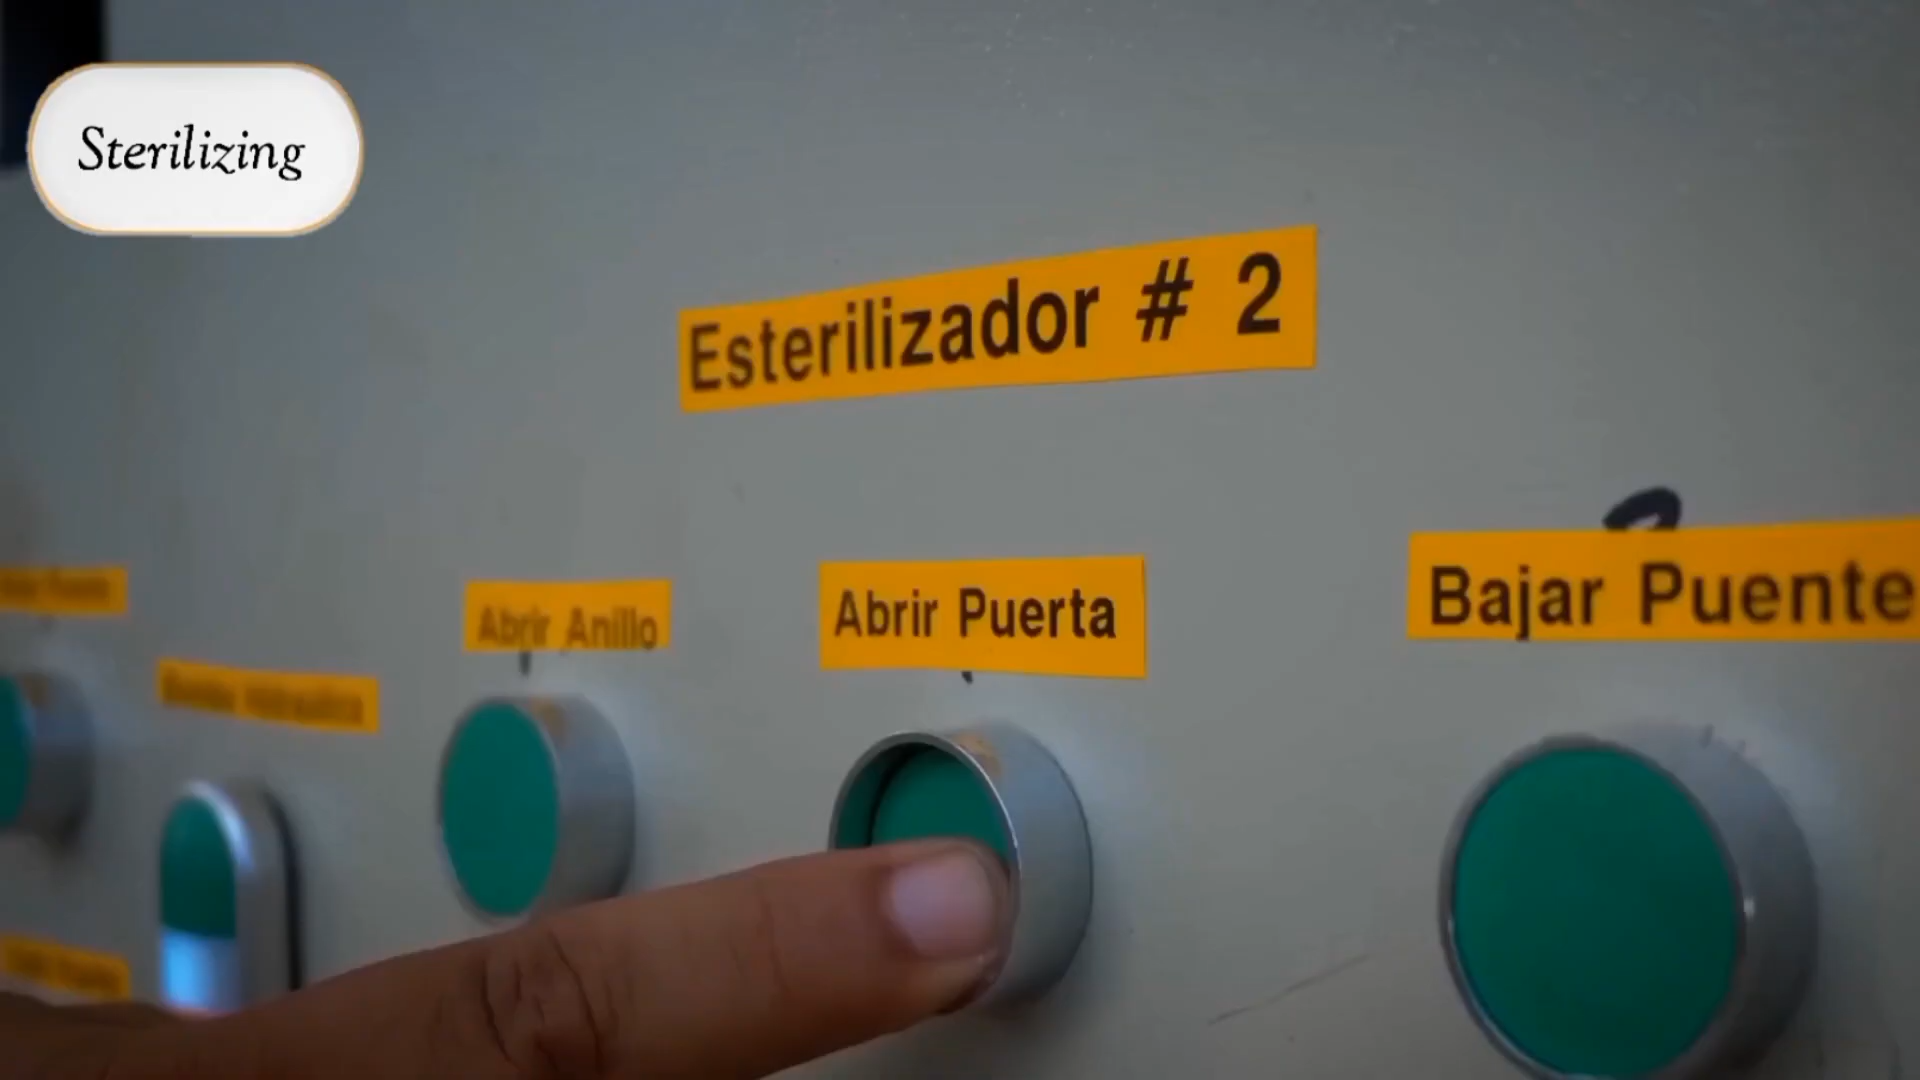 Sterilizing
Esterilizador # 2
Abrir Anillo
Abrir Puerta
Bajar Puente